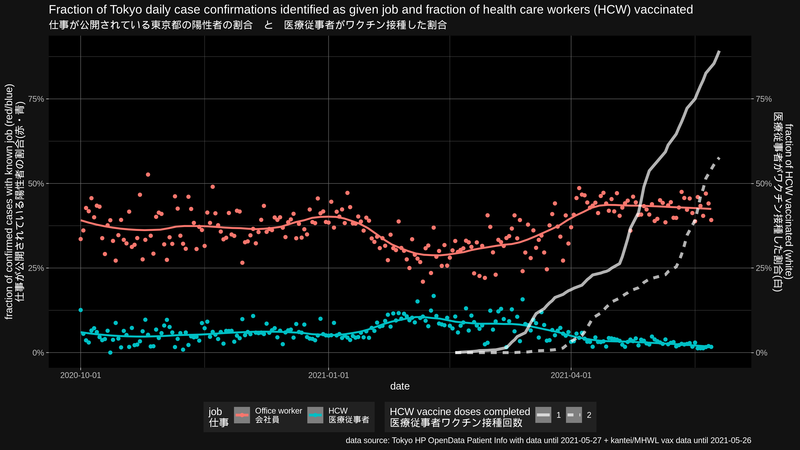 Fraction of Tokyo daily case confirmations identified as given job and fraction of health care workers (HCW) vaccinated
仕事が公開されている東京都の陽性者の割合　と　医療従事者がワクチン接種した割合
fraction of confirmed cases with known job (red/blue)
仕事が公開されている陽性者の割合(赤・青)
75%
50%
25%
0%
75%
50%
25%
0%
fraction of HCW vaccinated (white)
医療従事者がワクチン接種した割合(白)
2020-10-01
2021-01-01
2021-04-01
date
job
仕事
Office worker
会社員
HCW
医療従事者
HCW vaccine doses completed
医療従事者ワクチン接種回数
1
2
data source: Tokyo HP OpenData Patient Info with data until 2021-05-27 + kantei/MHWL vax data until 2021-05-26